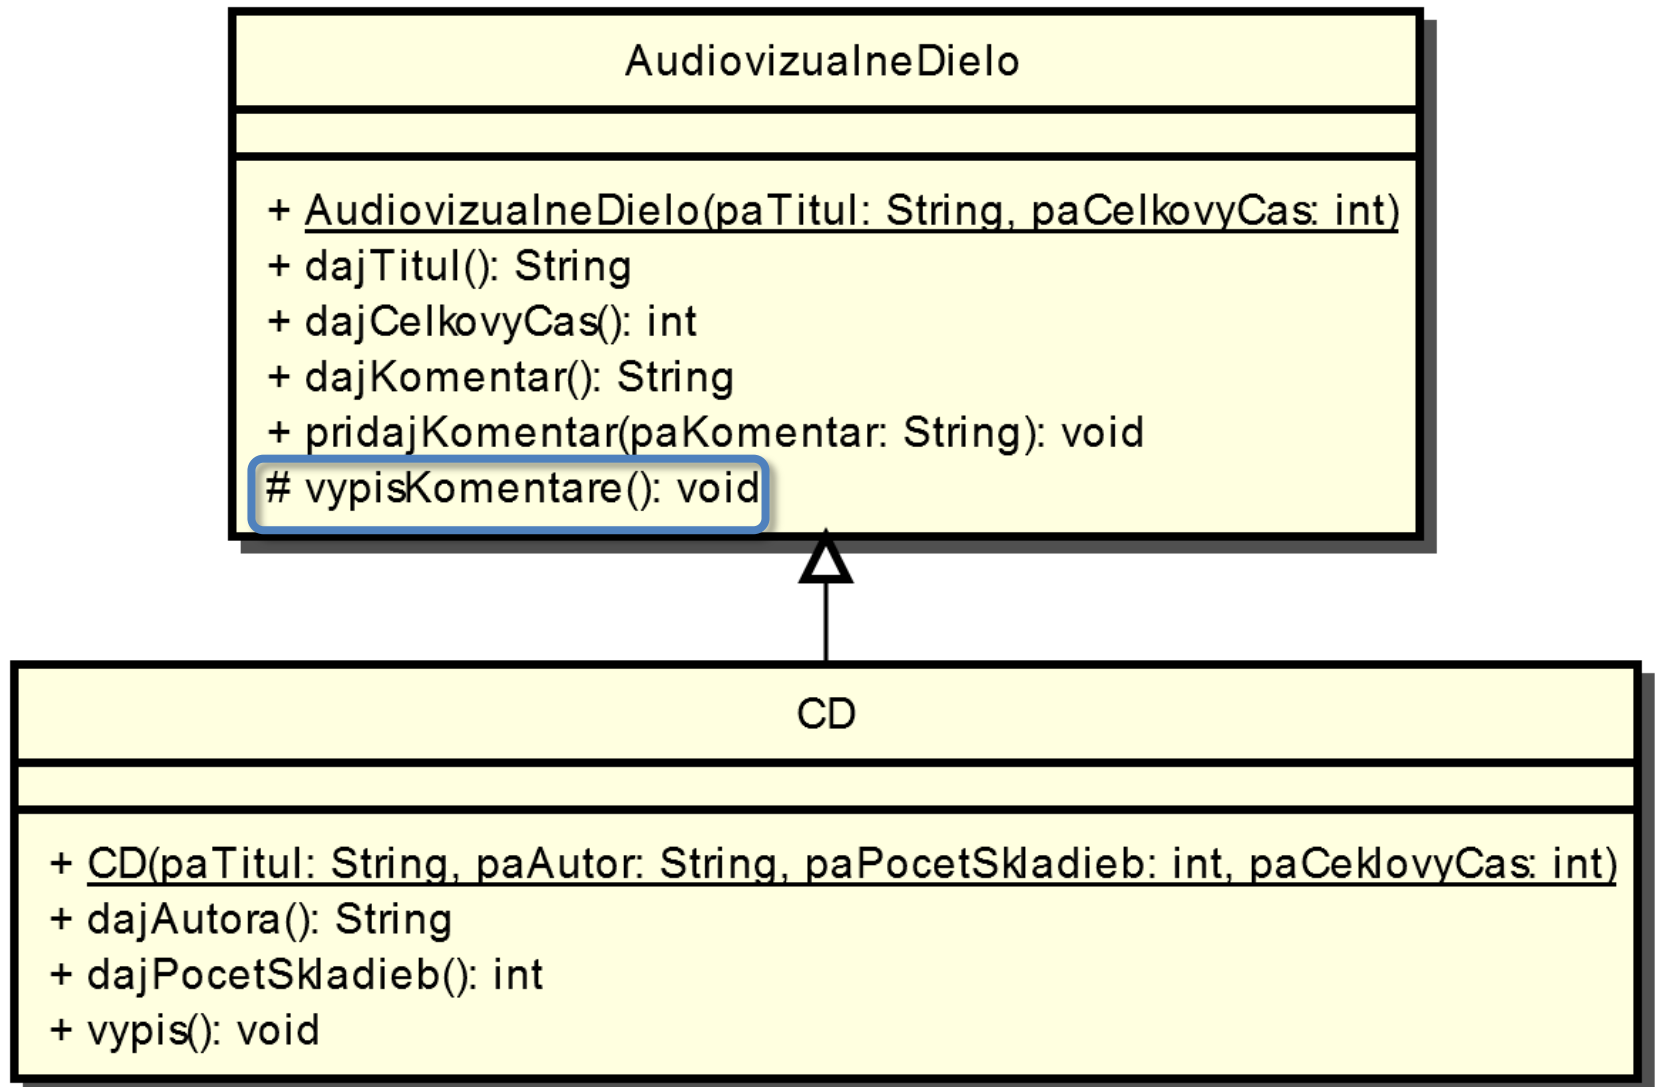 AudiovizualneDielo
+ AudiovizualneDielo(paTitul: String, paCelkovyCas: int)
+ dajTitul(): String
+ dajCelkovyCas(): int
+ dajKomentar(): String
+ pridajKomentar(paKomentar: String): void
# vypisKomentare(): void
CD
+ CD(paTitul: String, paAutor: String, paPocetSkladieb: int, paCeklovyCas: int)
+ dajAutora(): String
+ dajPocetSkladieb(): int
+ vypis(): void